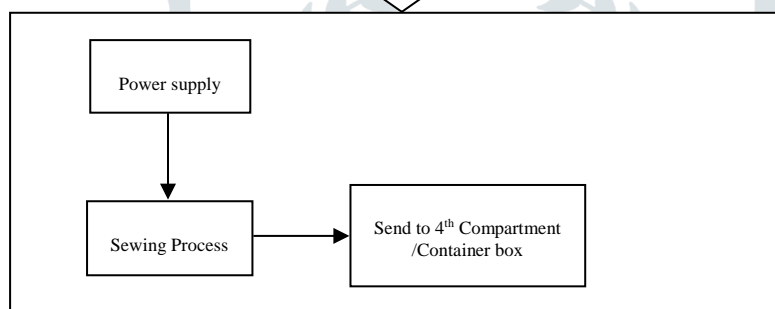 Power supply
Sewing Process
Send to 4th Compartment
/Container box